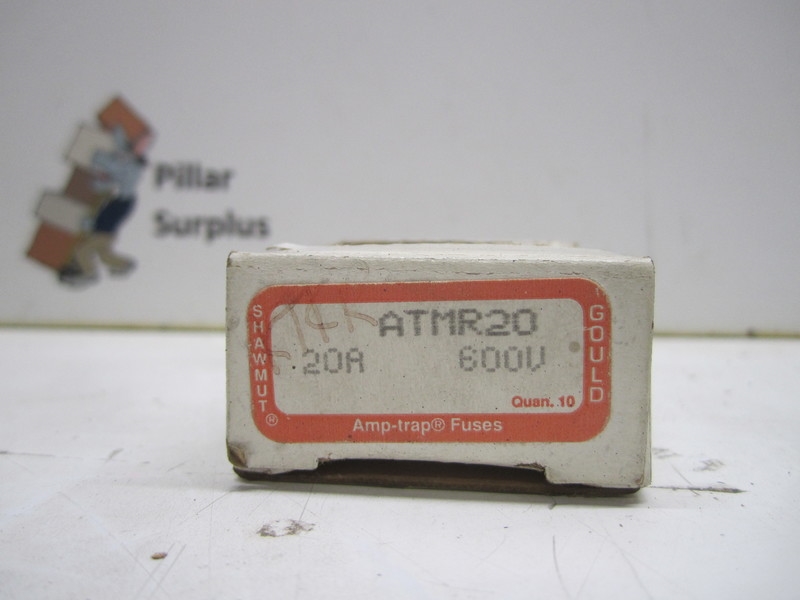 Pillar
Surplus
SHAWMUT®
ATMR20
20A 600V
GOULD
Quan. 10
Amp-trap® Fuses